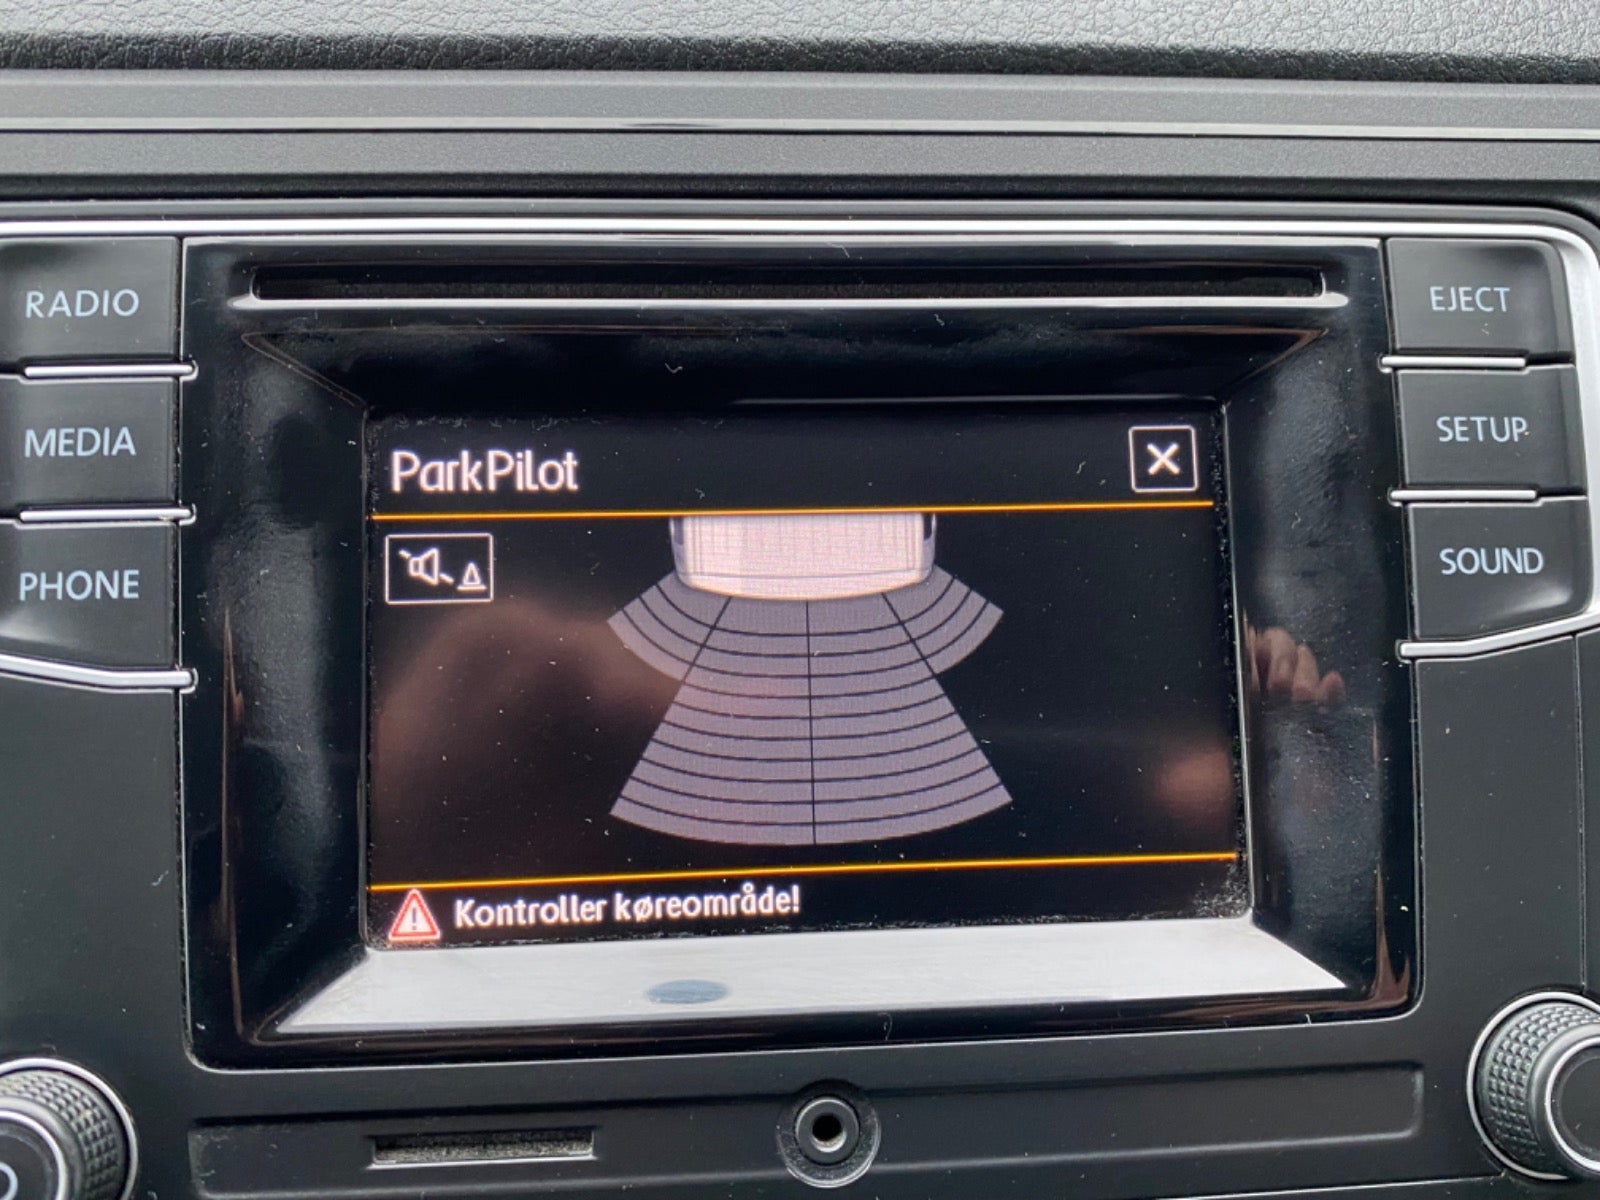 RADIO
MEDIA
PHONE
EJECT
SETUP
SOUND
ParkPilot
Kontroller køreområde!